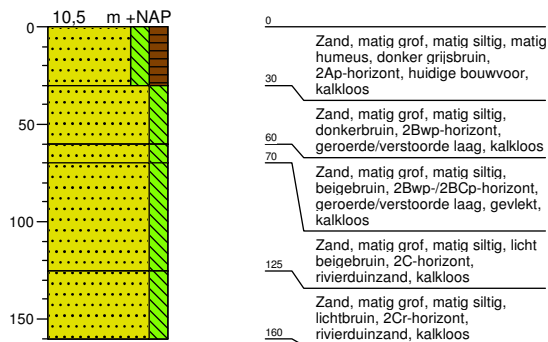 10,5 m +NAP
0
50
100
150
0
Zand, matig grof, matig siltig, matig
humeus, donker grijsbruin,
2Ap-horizont, huidige bouwvoor,
kalkloos
30
Zand, matig grof, matig siltig,
donkerbruin, 2Bwp-horizont,
geroerde/verstoorde laag, kalkloos
60
70
Zand, matig grof, matig siltig,
beigebruin, 2Bwp-/2BCp-horizont,
geroerde/verstoorde laag, gevlekt,
kalkloos
Zand, matig grof, matig siltig, licht
beigebruin, 2C-horizont,
rivierduinzand, kalkloos
125
Zand, matig grof, matig siltig,
lichtbruin, 2Cr-horizont,
rivierduinzand, kalkloos
160